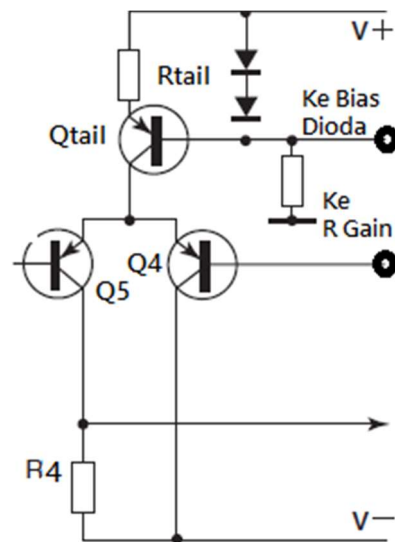 V+
Rtail
Ke Bias
Dioda
Qtail
Ke
R Gain
Q5
Q4
R4
V−